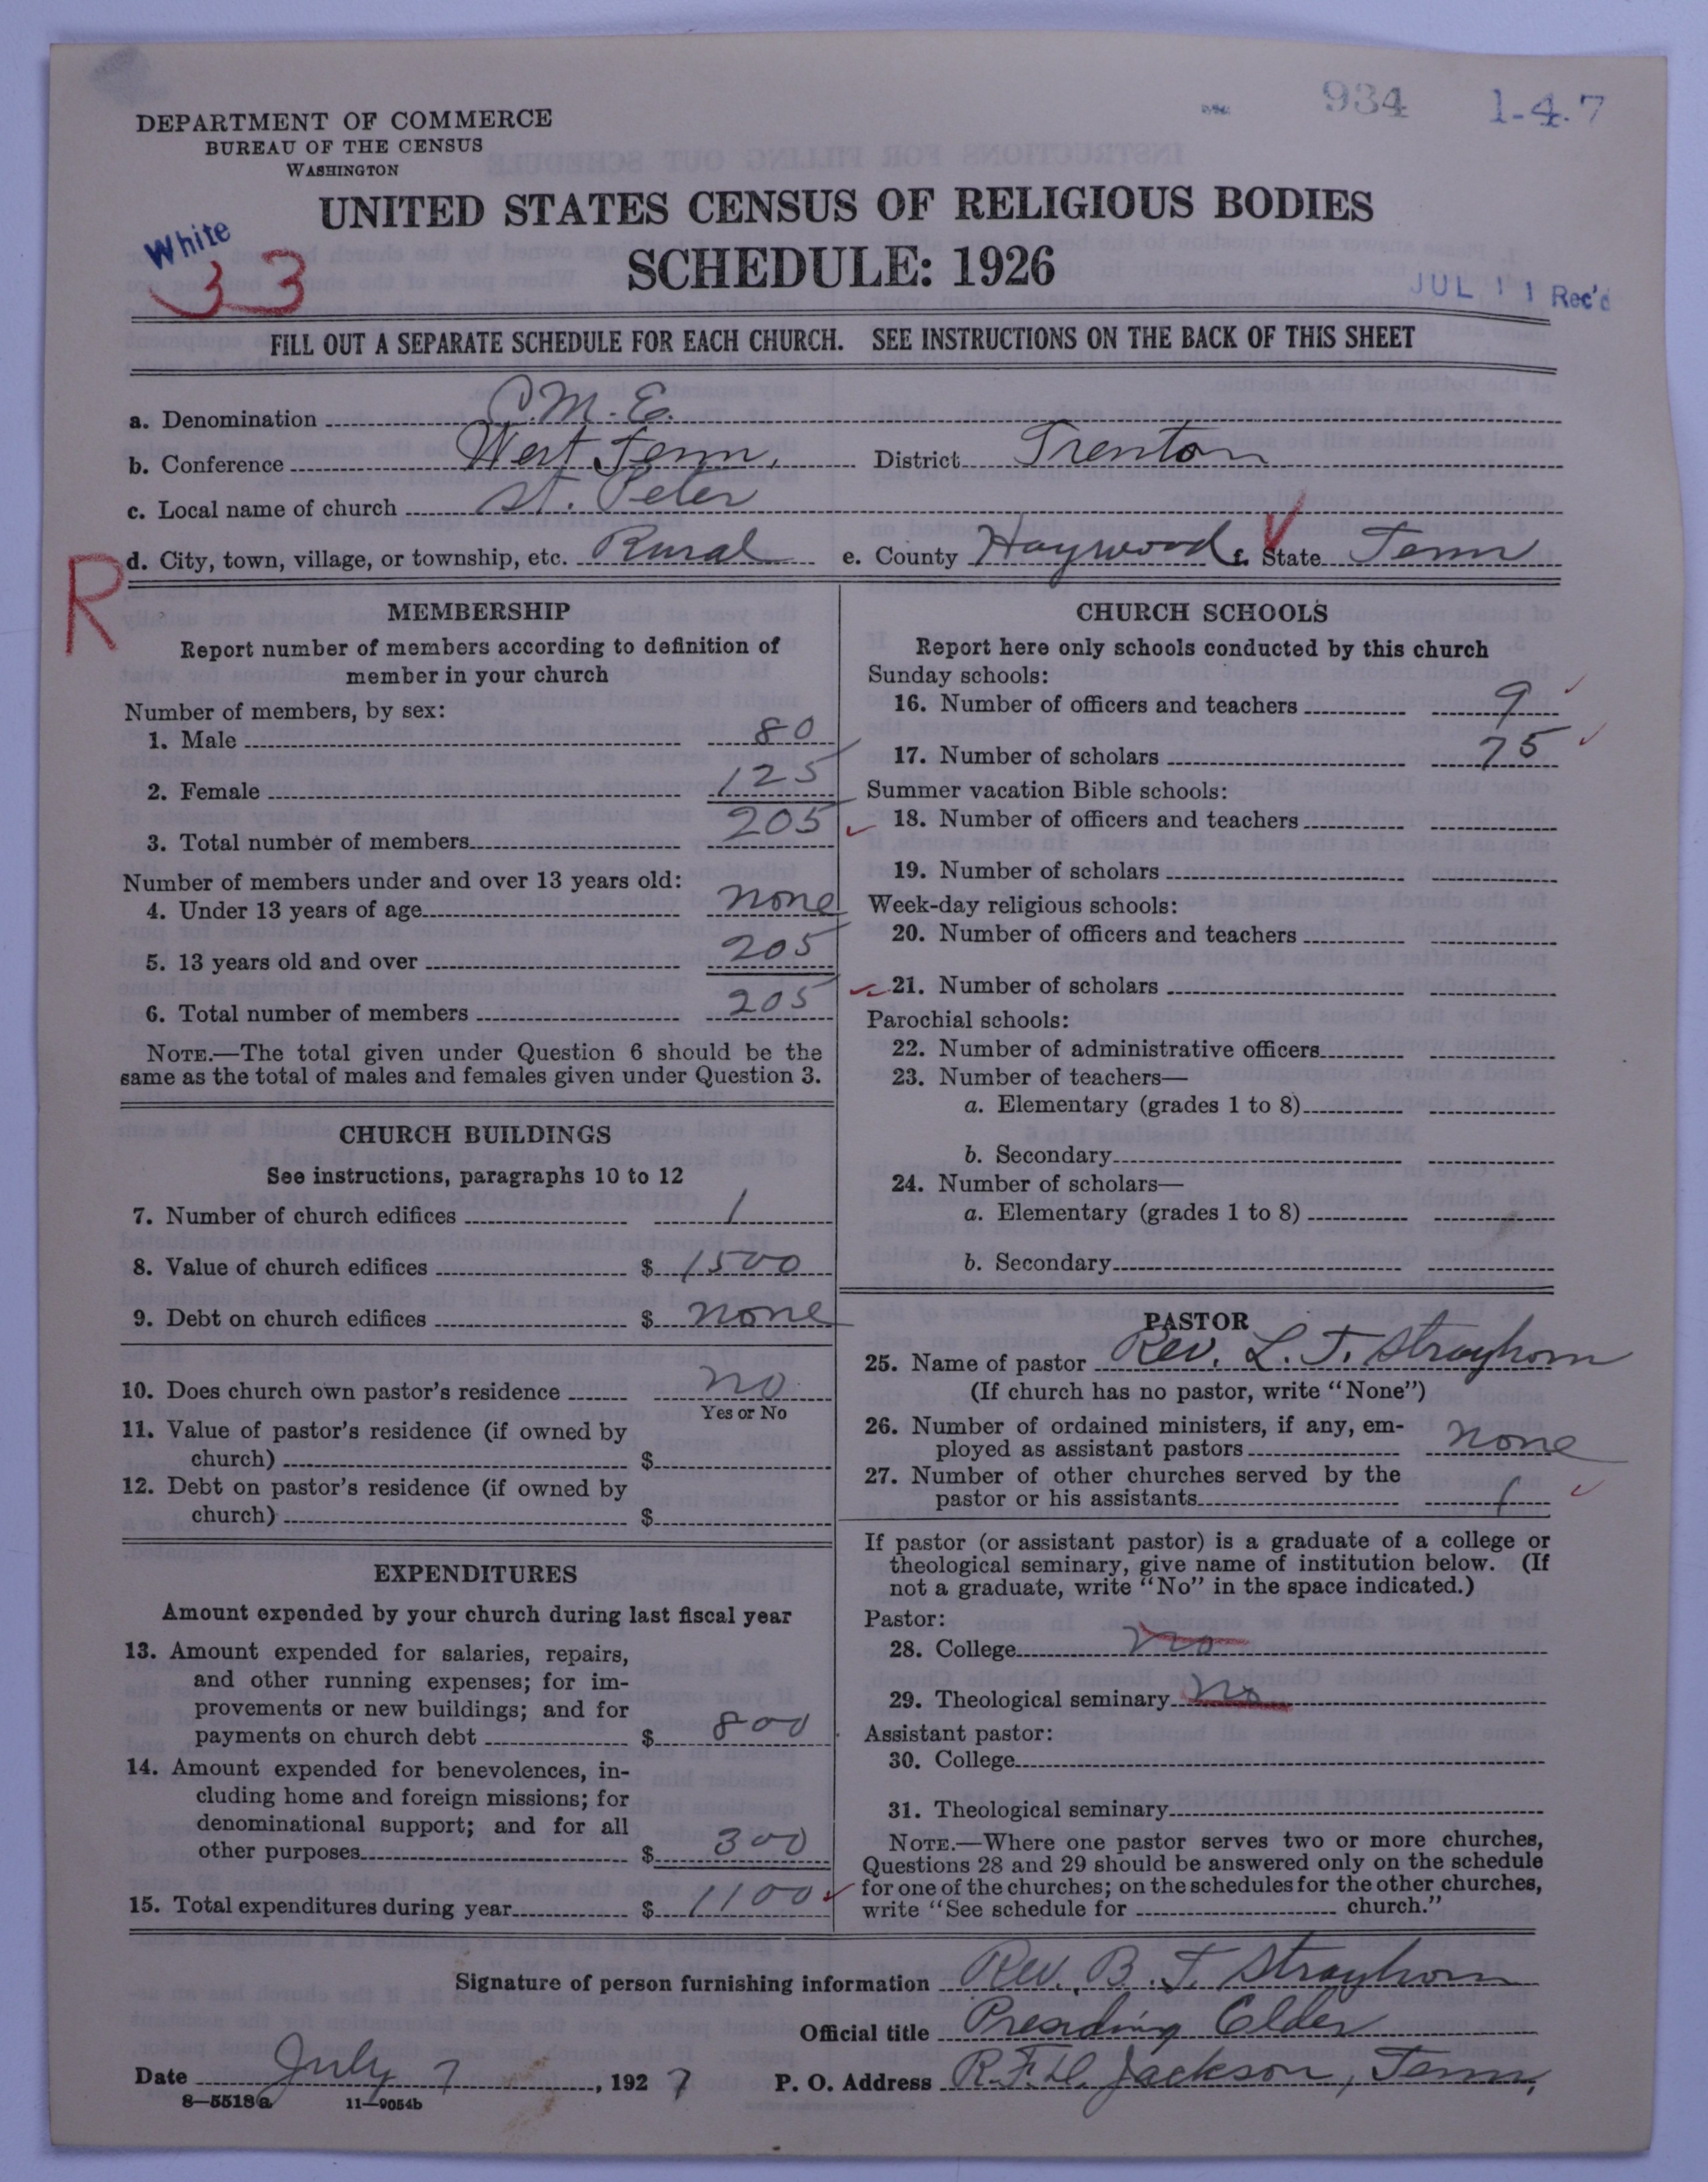 934 1-4.7
DEPARTMENT OF COMMERCE
BUREAU OF THE CENSUS
WASHINGTON
UNITED STATES CENSUS OF RELIGIOUS BODIES
White
33
SCHEDULE: 1926
JUL 11 Rec'd
FILL OUT A SEPARATE SCHEDULE FOR EACH CHURCH. SEE INSTRUCTIONS ON THE BACK OF THIS SHEET
a. Denomination C.M.E.
b. Conference West Tenn. District Trenton
c. Local name of church St. Peter
d. City, town, village, or township, etc. Rural e. County Haywood f. State Tenn
R
MEMBERSHIP
Report number of members according to definition of
member in your church
Number of members, by sex:
1. Male 80
2. Female 125
3. Total number of members 205
Number of members under and over 13 years old:
4. Under 13 years of age none
5. 13 years old and over 205
6. Total number of members 205
NOTE.—The total given under Question 6 should be the
same as the total of males and females given under Question 3.
CHURCH BUILDINGS
See instructions, paragraphs 10 to 12
7. Number of church edifices 1
8. Value of church edifices $ 1500
9. Debt on church edifices $ none
10. Does church own pastor's residence no
Yes or No
11. Value of pastor's residence (if owned by
church) $
12. Debt on pastor's residence (if owned by
church) $
EXPENDITURES
Amount expended by your church during last fiscal year
13. Amount expended for salaries, repairs,
and other running expenses; for im-
provements or new buildings; and for
payments on church debt $ 800
14. Amount expended for benevolences, in-
cluding home and foreign missions; for
denominational support; and for all
other purposes $ 300
15. Total expenditures during year $ 1100
CHURCH SCHOOLS
Report here only schools conducted by this church
Sunday schools:
16. Number of officers and teachers 9
17. Number of scholars 75
Summer vacation Bible schools:
18. Number of officers and teachers
19. Number of scholars
Week-day religious schools:
20. Number of officers and teachers
21. Number of scholars
Parochial schools:
22. Number of administrative officers
23. Number of teachers—
a. Elementary (grades 1 to 8)
b. Secondary
24. Number of scholars—
a. Elementary (grades 1 to 8)
b. Secondary
PASTOR
25. Name of pastor Rev. L. T. Strayhorn
(If church has no pastor, write "None")
26. Number of ordained ministers, if any, em-
ployed as assistant pastors none
27. Number of other churches served by the
pastor or his assistants 1
If pastor (or assistant pastor) is a graduate of a college or
theological seminary, give name of institution below. (If
not a graduate, write "No" in the space indicated.)
Pastor:
28. College no
29. Theological seminary no
Assistant pastor:
30. College
31. Theological seminary
NOTE.—Where one pastor serves two or more churches,
Questions 28 and 29 should be answered only on the schedule
for one of the churches; on the schedules for the other churches,
write "See schedule for church."
Signature of person furnishing information Rev. B. T. Strayhorn
Official title Presiding Elder
Date July 7, 1927 P. O. Address R.F.D. Jackson, Tenn.
8—5518a 11—9054b